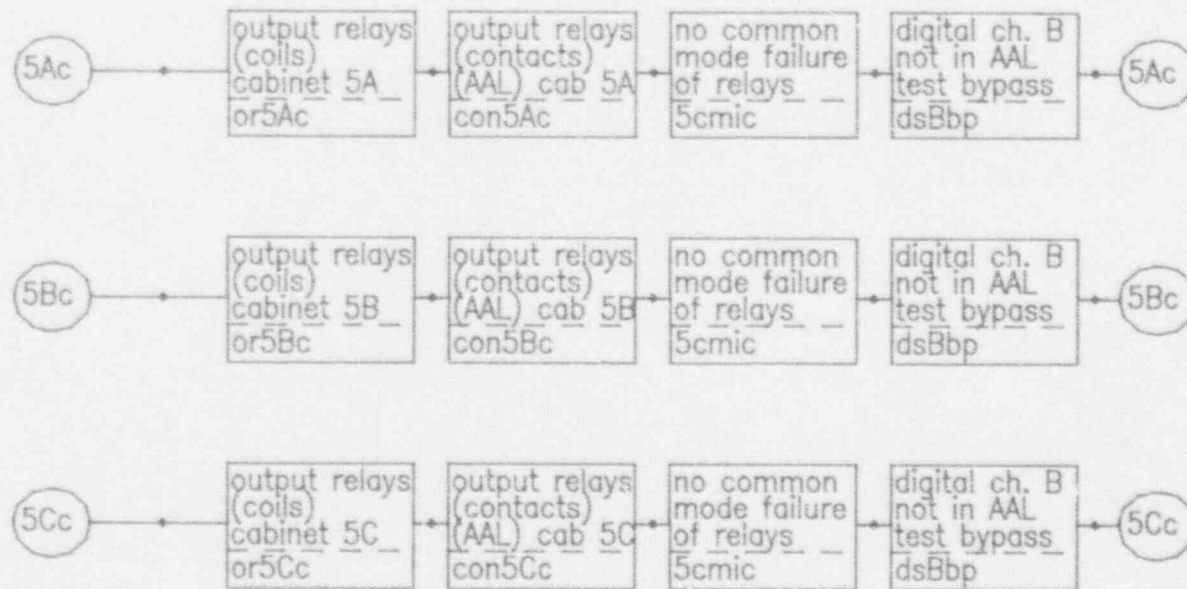 5Ac
output relays
(coils)
cabinet 5A
or5Ac
output relays
(contacts)
(AAL) cab 5A
con5Ac
no common
mode failure
of relays
5cmic
digital ch. B
not in AAL
test bypass
dsBbp
5Ac
5Bc
output relays
(coils)
cabinet 5B
or5Bc
output relays
(contacts)
(AAL) cab 5B
con5Bc
no common
mode failure
of relays
5cmic
digital ch. B
not in AAL
test bypass
dsBbp
5Bc
5Cc
output relays
(coils)
cabinet 5C
or5Cc
output relays
(contacts)
(AAL) cab 5C
con5Cc
no common
mode failure
of relays
5cmic
digital ch. B
not in AAL
test bypass
dsBbp
5Cc